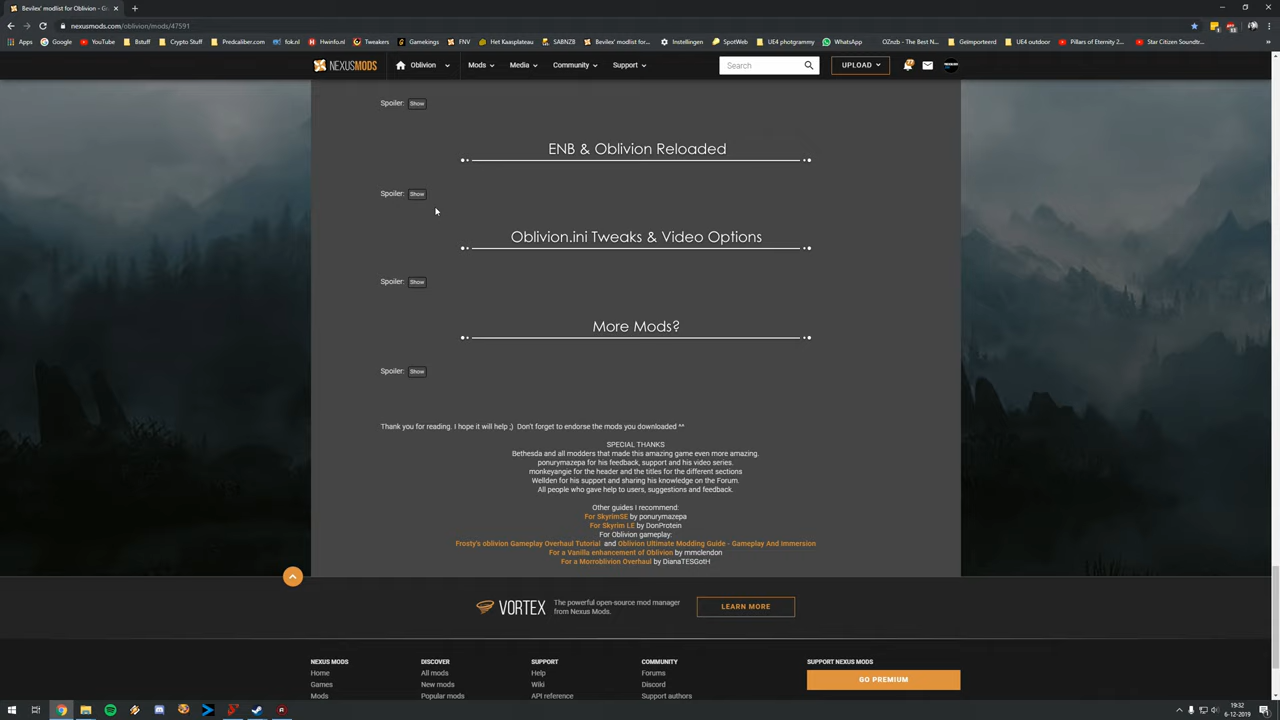 Bevilex' modlist for Oblivion at
nexusmods.com/oblivion/mods/47591
Apps Google YouTube Bstuff Crypto Stuff Predcaliber.com fok.nl Hwinfo.nl Tweakers Gamekings FNV Het Kaasplateau SABNZB Bevilex' modlist for... Instellingen SpotWeb UE4 photgrammy WhatsApp OZnzb - The Best N... Geïmporteerd UE4 outdoor Pillars of Eternity 2... Star Citizen Soundtr...
NEXUSMODS Oblivion Mods Media Community Support Search UPLOAD
Spoiler: Show
ENB & Oblivion Reloaded
Spoiler: Show
Oblivion.ini Tweaks & Video Options
Spoiler: Show
More Mods?
Spoiler: Show
Thank you for reading. I hope it will help ;) Don't forget to endorse the mods you downloaded ^^
SPECIAL THANKS
Bethesda and all modders that made this amazing game even more amazing.
ponurymazepa for his feedback, support and his video series.
monkeyangie for the header and the titles for the different sections
Wellden for his support and sharing his knowledge on the Forum.
All people who gave help to users, suggestions and feedback.
Other guides I recommend:
For SkyrimSE by ponurymazepa
For Skyrim LE by DonProtein
For Oblivion gameplay:
Frosty's oblivion Gameplay Overhaul Tutorial and Oblivion Ultimate Modding Guide - Gameplay And Immersion
For a Vanilla enhancement of Oblivion by mmclendon
For a Morroblivion Overhaul by DianaTESGotH
VORTEX
The powerful open-source mod manager
from Nexus Mods.
LEARN MORE
NEXUS MODS DISCOVER SUPPORT COMMUNITY SUPPORT NEXUS MODS
Home All mods Help Forums GO PREMIUM
Games New mods Wiki Discord
Mods Popular mods API reference Support authors
19:32
6-12-2019